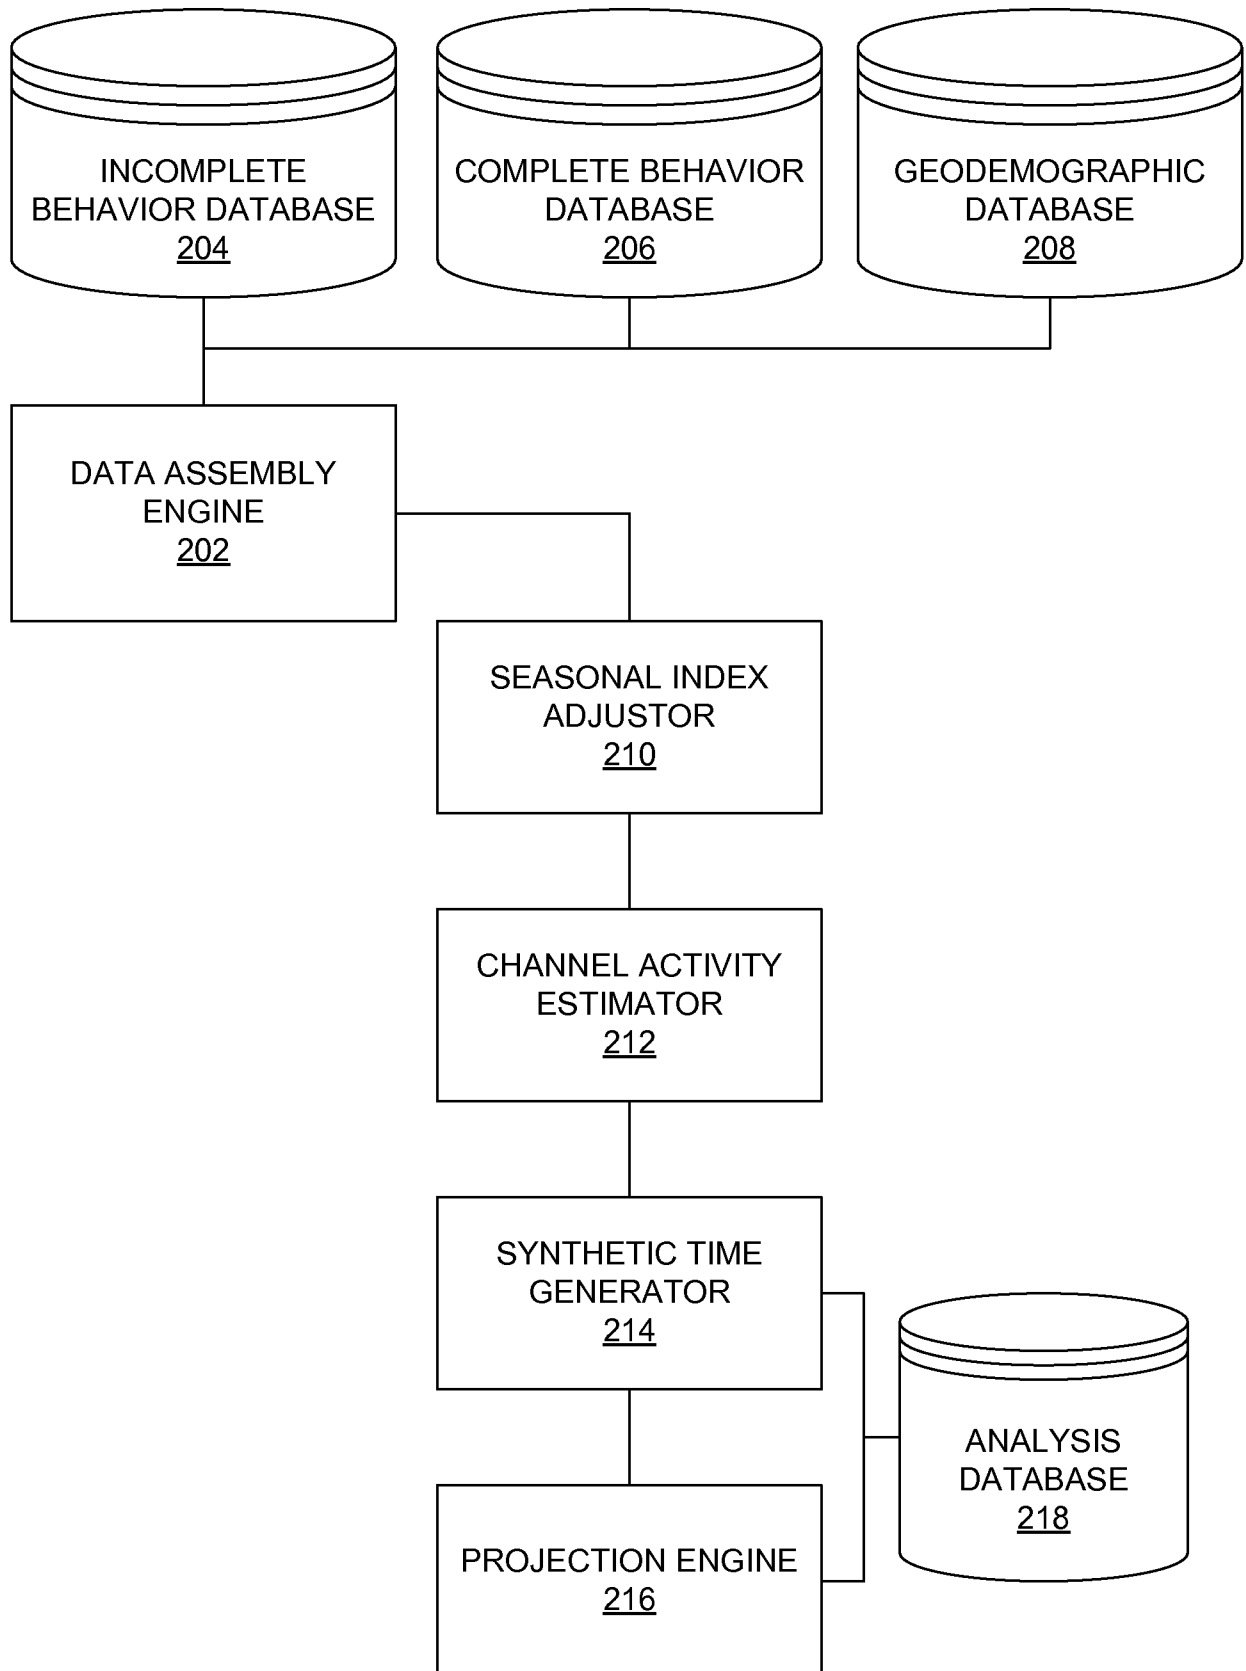 INCOMPLETE
BEHAVIOR DATABASE
204
COMPLETE BEHAVIOR
DATABASE
206
GEODEMOGRAPHIC
DATABASE
208
DATA ASSEMBLY
ENGINE
202
SEASONAL INDEX
ADJUSTOR
210
CHANNEL ACTIVITY
ESTIMATOR
212
SYNTHETIC TIME
GENERATOR
214
ANALYSIS
DATABASE
218
PROJECTION ENGINE
216